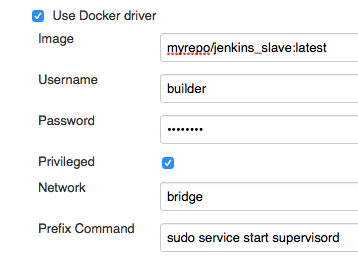 Use Docker driver
Image
myrepo/jenkins_slave:latest
Username
builder
Password
••••••••
Privileged
Network
bridge
Prefix Command
sudo service start supervisord